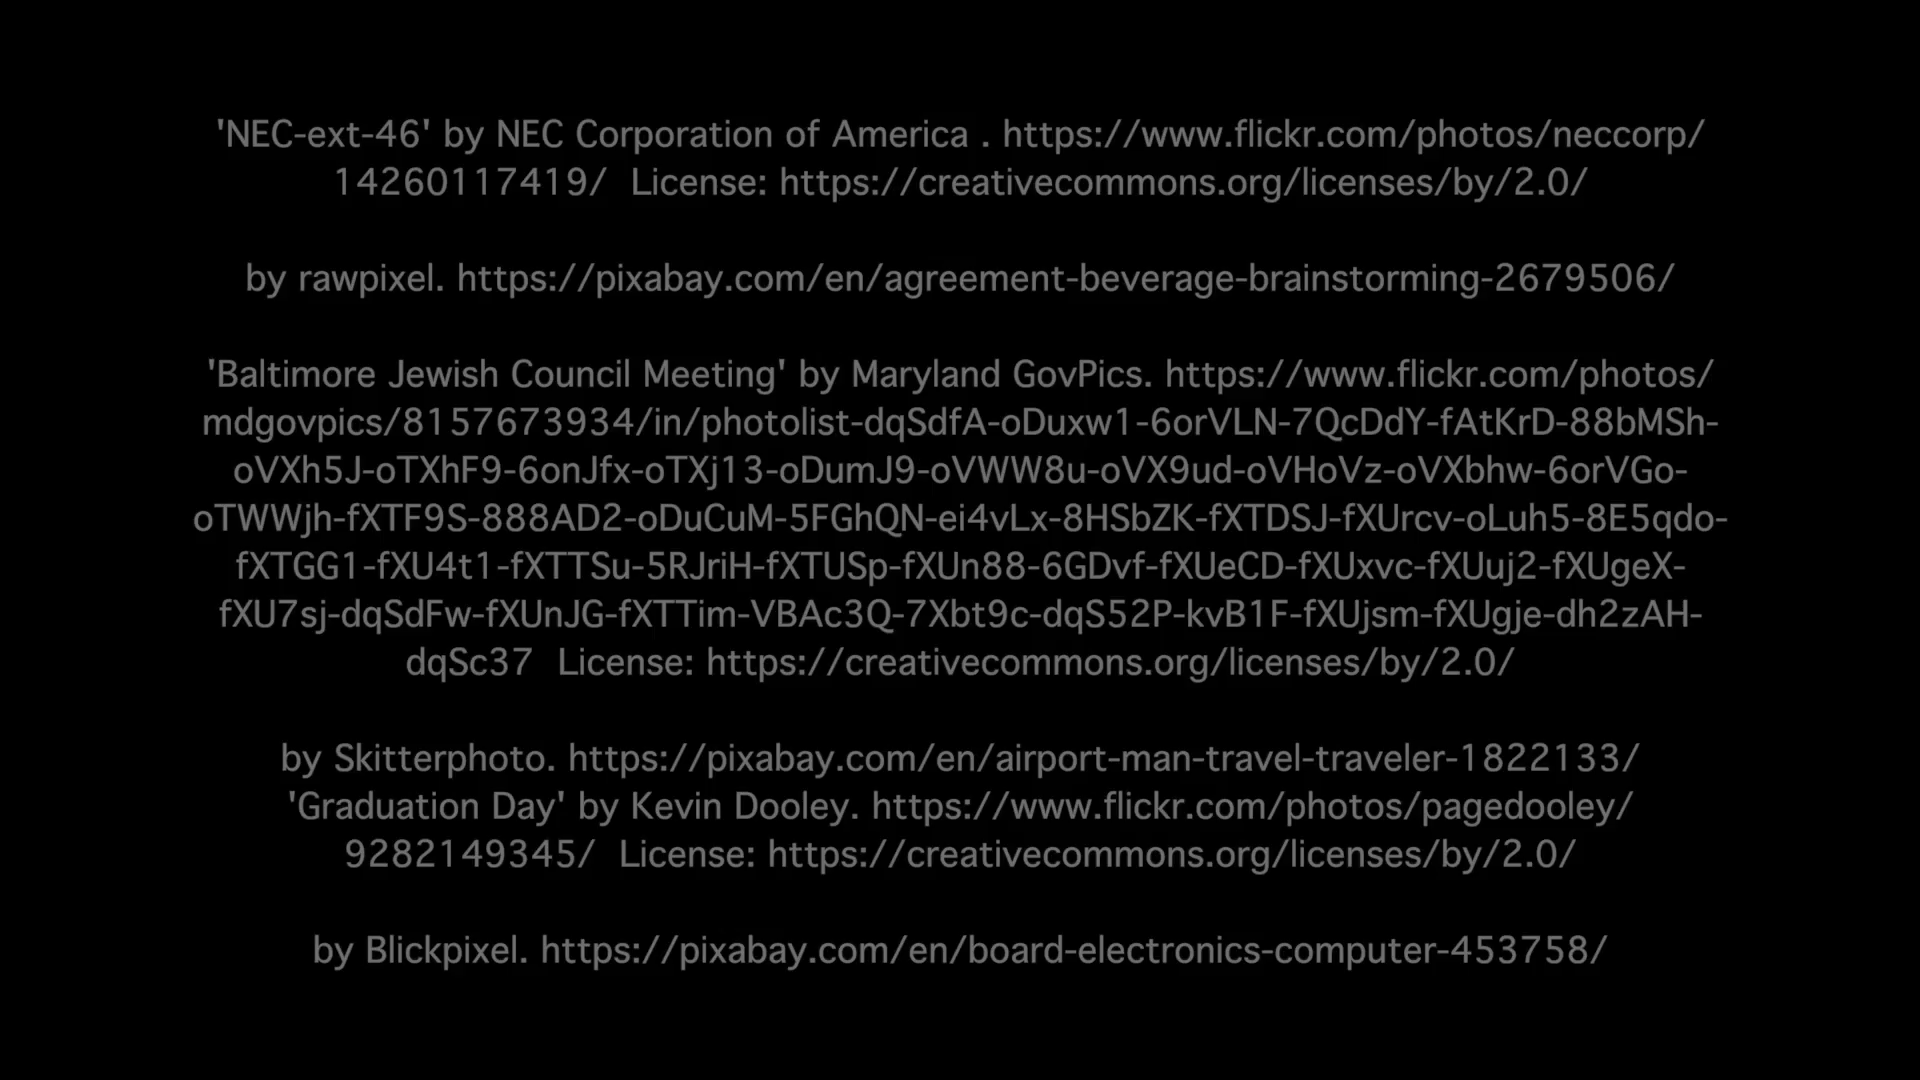 'NEC-ext-46' by NEC Corporation of America . https://www.flickr.com/photos/neccorp/
14260117419/  License: https://creativecommons.org/licenses/by/2.0/
by rawpixel. https://pixabay.com/en/agreement-beverage-brainstorming-2679506/
'Baltimore Jewish Council Meeting' by Maryland GovPics. https://www.flickr.com/photos/
mdgovpics/8157673934/in/photolist-dqSdfA-oDuxw1-6orVLN-7QcDdY-fAtKrD-88bMSh-
oVXh5J-oTXhF9-6onJfx-oTXj13-oDumJ9-oVWW8u-oVX9ud-oVHoVz-oVXbhw-6orVGo-
oTWWjh-fXTF9S-888AD2-oDuCuM-5FGhQN-ei4vLx-8HSbZK-fXTDSJ-fXUrcv-oLuh5-8E5qdo-
fXTGG1-fXU4t1-fXTTSu-5RJriH-fXTUSp-fXUn88-6GDvf-fXUeCD-fXUxvc-fXUuj2-fXUgeX-
fXU7sj-dqSdFw-fXUnJG-fXTTim-VBAc3Q-7Xbt9c-dqS52P-kvB1F-fXUjsm-fXUgje-dh2zAH-
dqSc37  License: https://creativecommons.org/licenses/by/2.0/
by Skitterphoto. https://pixabay.com/en/airport-man-travel-traveler-1822133/
'Graduation Day' by Kevin Dooley. https://www.flickr.com/photos/pagedooley/
9282149345/  License: https://creativecommons.org/licenses/by/2.0/
by Blickpixel. https://pixabay.com/en/board-electronics-computer-453758/